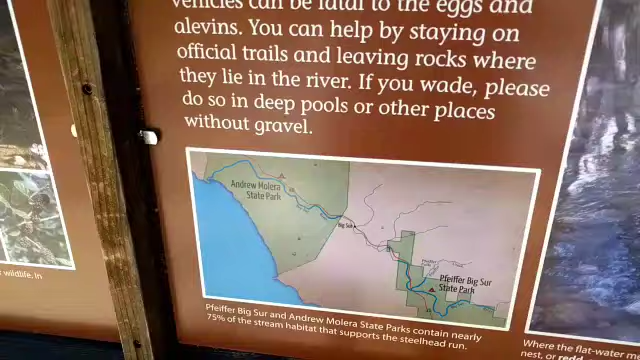 vehicles can be fatal to the eggs and
alevins. You can help by staying on
official trails and leaving rocks where
they lie in the river. If you wade, please
do so in deep pools or other places
without gravel.
Andrew Molera
State Park
Big Sur
Pfeiffer Big Sur
State Park
Pfeiffer Big Sur and Andrew Molera State Parks contain nearly
75% of the stream habitat that supports the steelhead run.
wildlife. In
Where the flat-water
nest, or redd